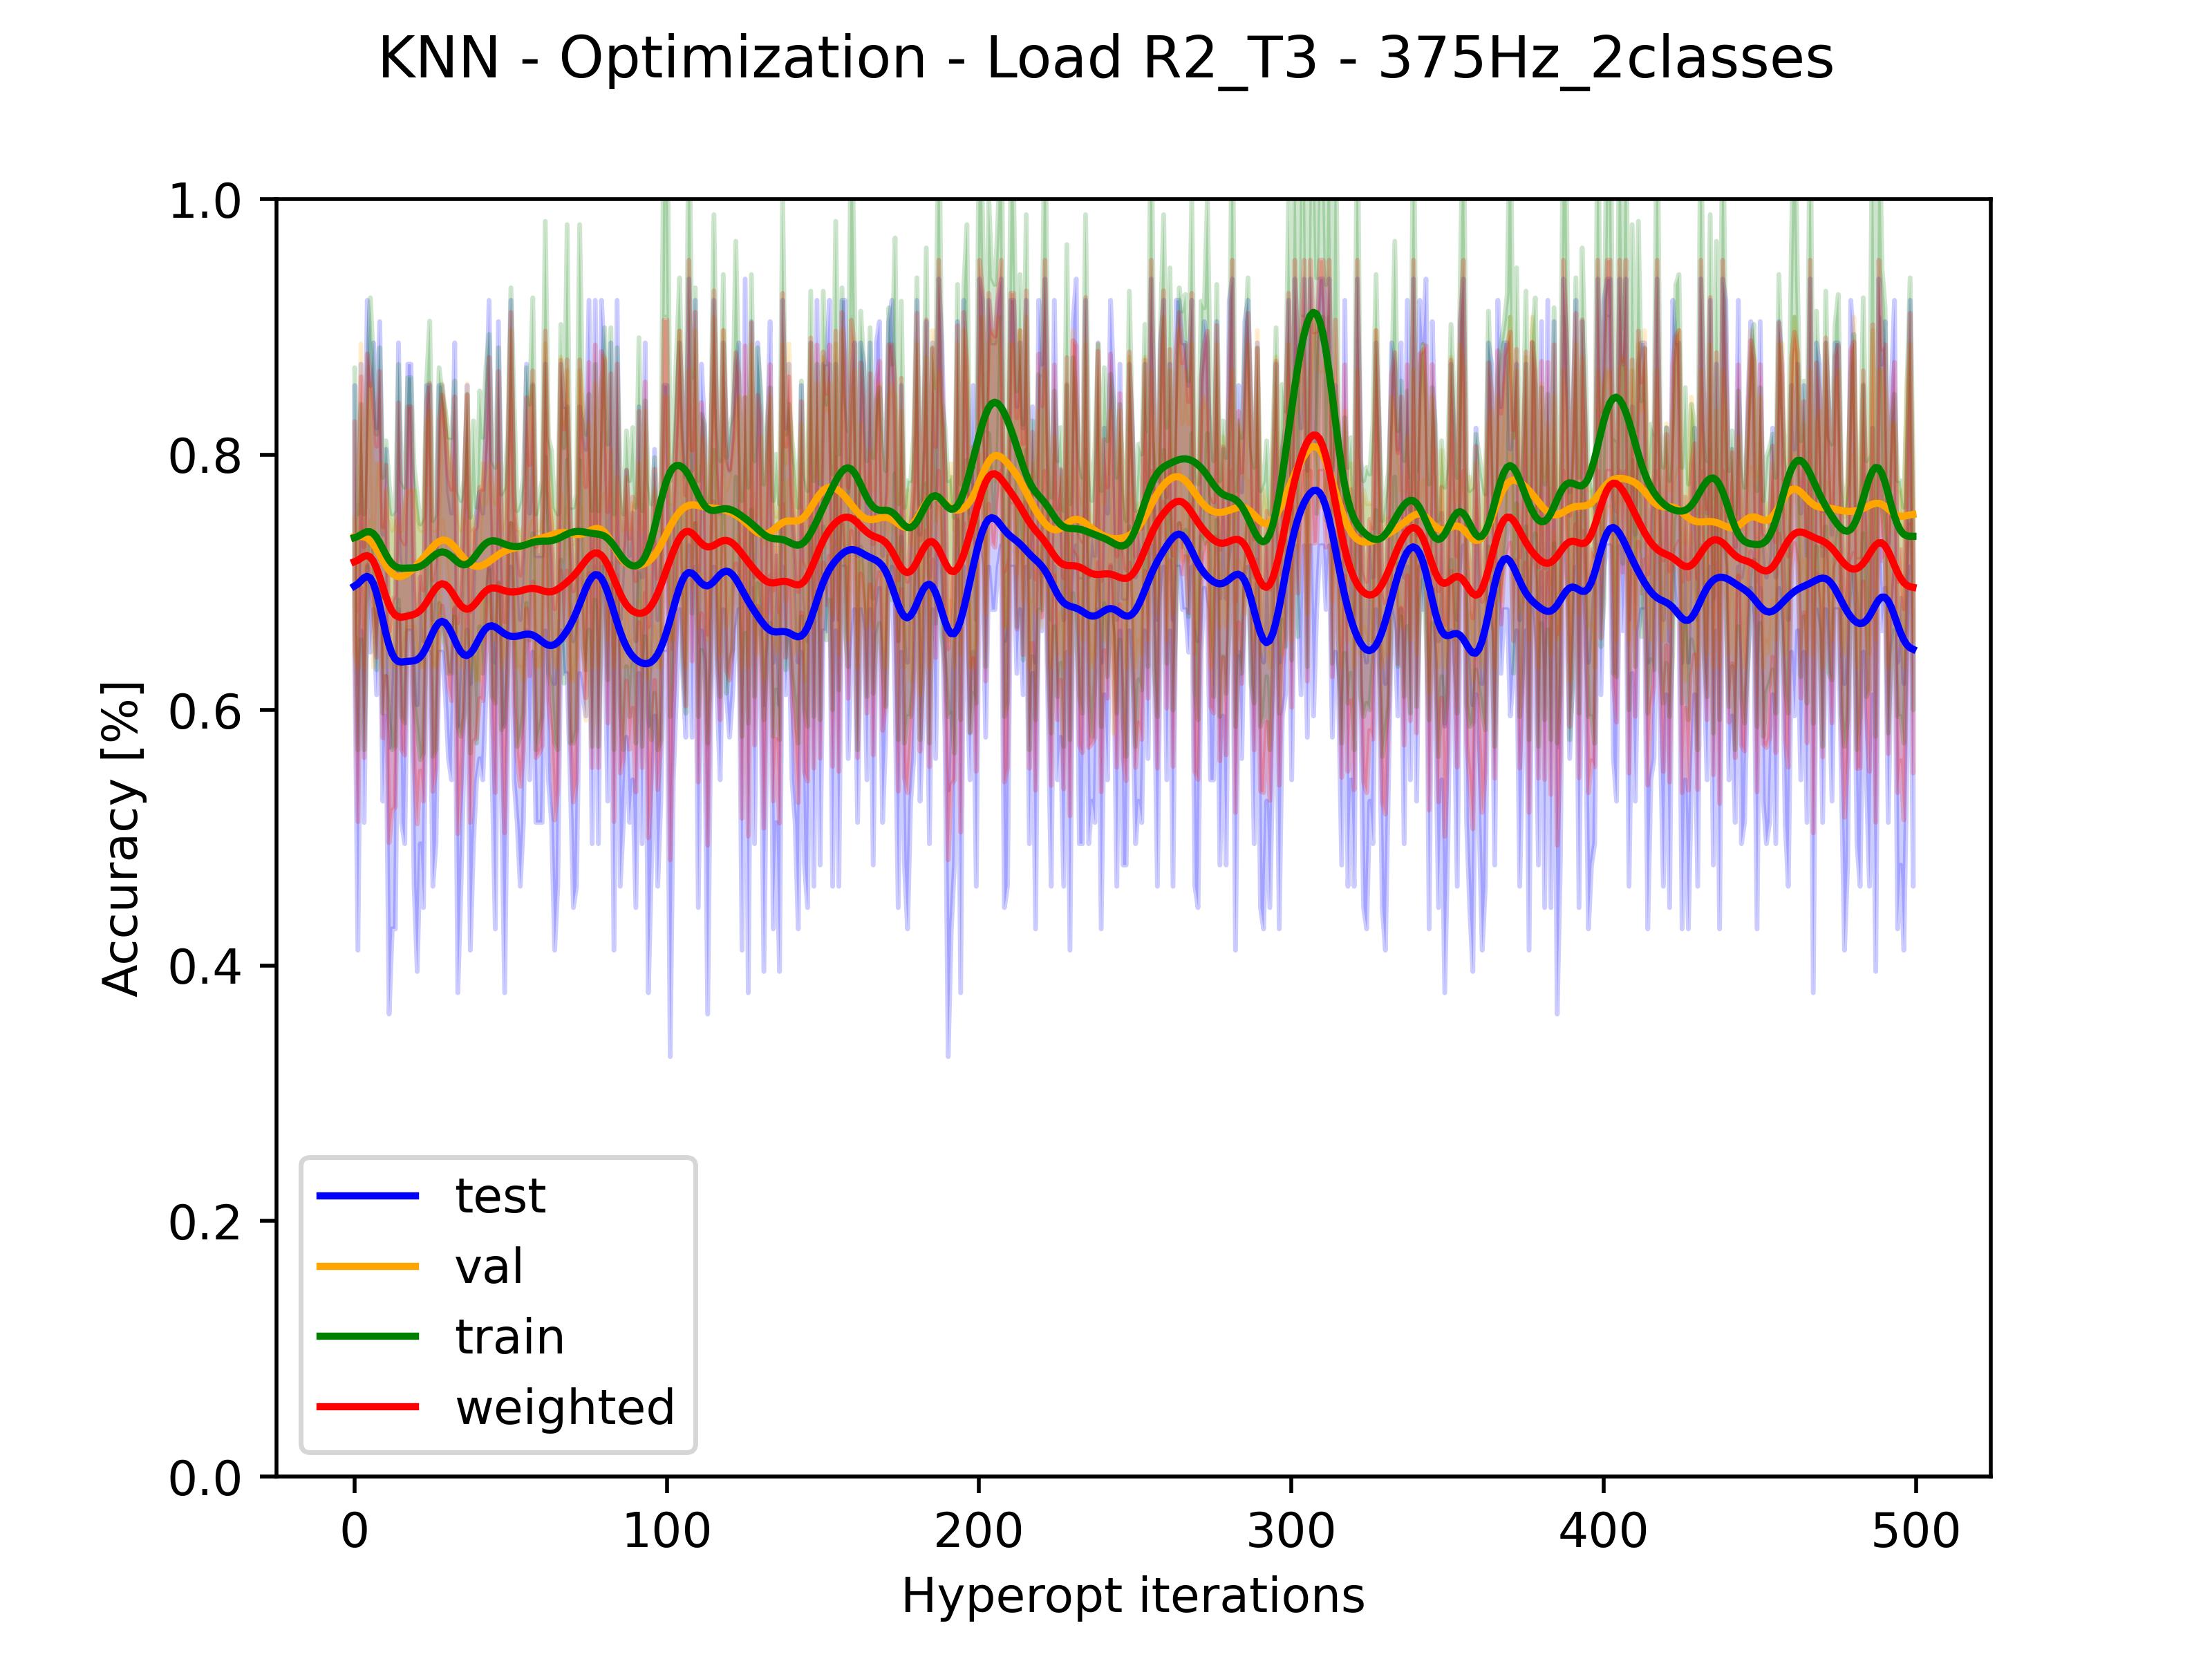 KNN - Optimization - Load R2_T3 - 375Hz_2classes
1.0
0.8
0.6
0.4
0.2
0.0
Accuracy [%]
test
val
train
weighted
0 100 200 300 400 500
Hyperopt iterations